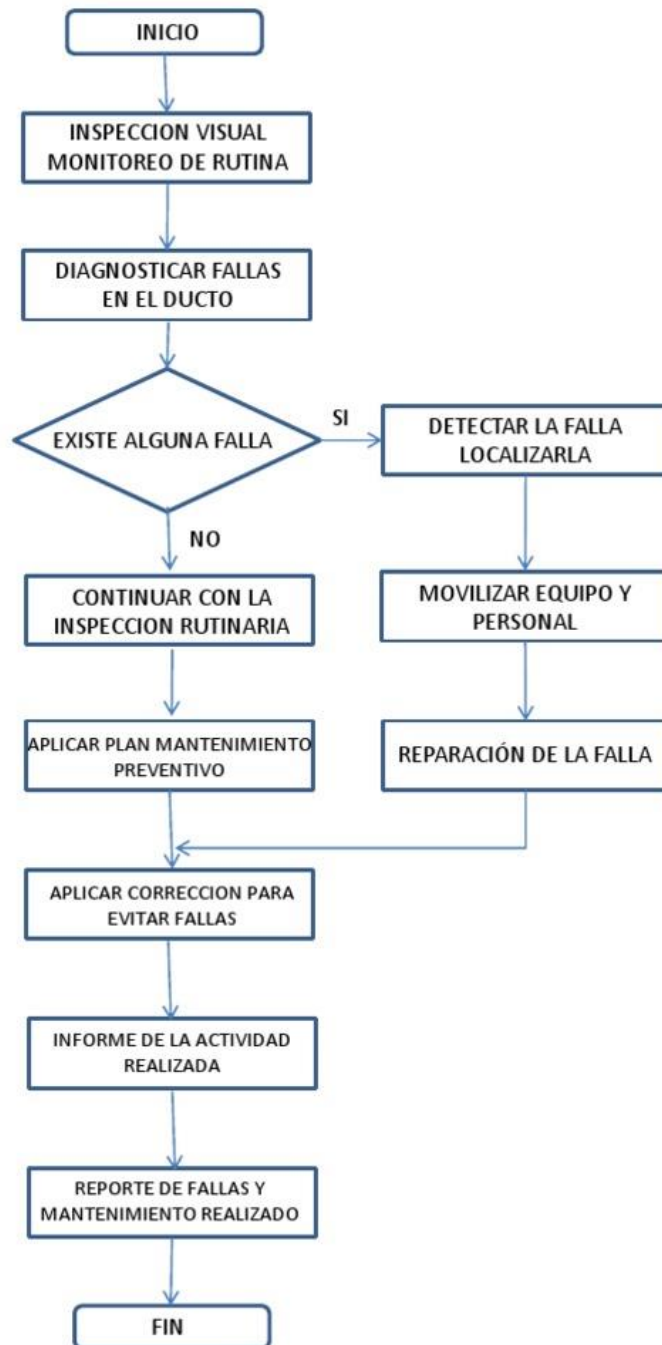 INICIO
INSPECCION VISUAL
MONITOREO DE RUTINA
DIAGNOSTICAR FALLAS
EN EL DUCTO
EXISTE ALGUNA FALLA
SI
DETECTAR LA FALLA
LOCALIZARLA
NO
CONTINUAR CON LA
INSPECCION RUTINARIA
MOVILIZAR EQUIPO Y
PERSONAL
APLICAR PLAN MANTENIMIENTO
PREVENTIVO
REPARACIÓN DE LA FALLA
APLICAR CORRECCION PARA
EVITAR FALLAS
INFORME DE LA ACTIVIDAD
REALIZADA
REPORTE DE FALLAS Y
MANTENIMIENTO REALIZADO
FIN